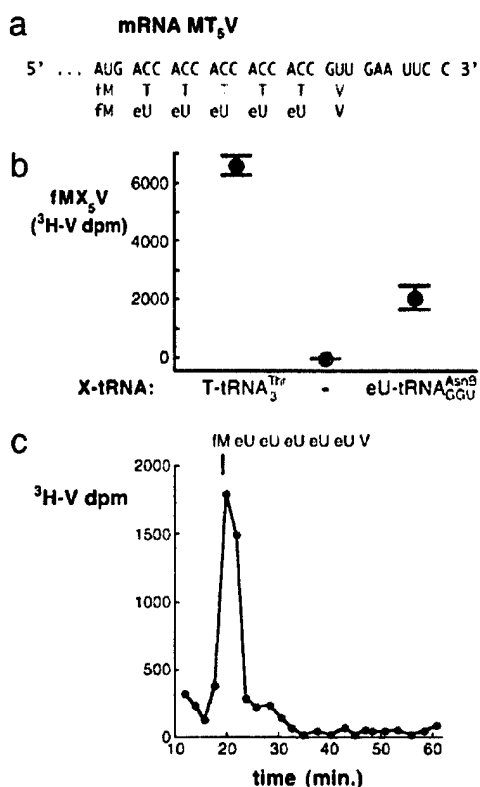 a mRNA MT5V
5' ... AUG ACC ACC ACC ACC ACC GUU GAA UUC C 3'
fM T T T T T V
fM eU eU eU eU eU V
b
fMX5V
(3H-V dpm)
6000
4000
2000
0
X-tRNA: T-tRNA3Thr - eU-tRNAAsnBGGU
c
fM eU eU eU eU eU V
3H-V dpm
2000
1500
1000
500
0
10 20 30 40 50 60
time (min.)